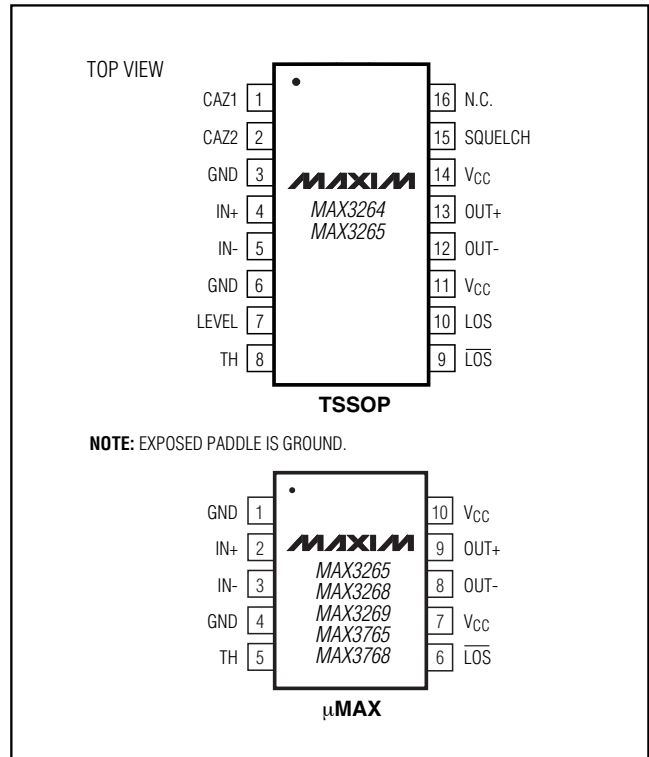 TOP VIEW
CAZ1 1
CAZ2 2
GND 3
IN+ 4
IN- 5
GND 6
LEVEL 7
TH 8
MAXIM
MAX3264
MAX3265
16 N.C.
15 SQUELCH
14 VCC
13 OUT+
12 OUT-
11 VCC
10 LOS
9 L̅O̅S̅
TSSOP
NOTE: EXPOSED PADDLE IS GROUND.
GND 1
IN+ 2
IN- 3
GND 4
TH 5
MAXIM
MAX3265
MAX3268
MAX3269
MAX3765
MAX3768
10 VCC
9 OUT+
8 OUT-
7 VCC
6 L̅O̅S̅
µMAX